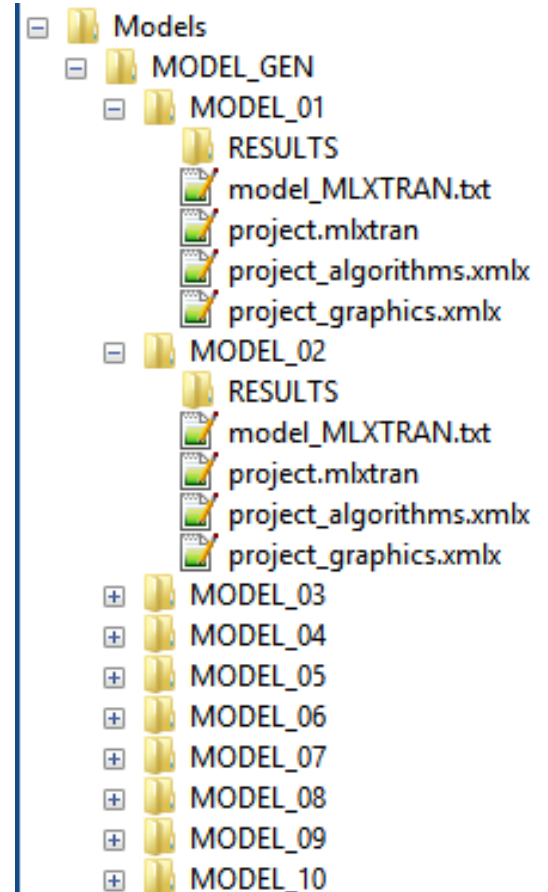 Models
MODEL_GEN
MODEL_01
RESULTS
model_MLXTRAN.txt
project.mlxtran
project_algorithms.xmlx
project_graphics.xmlx
MODEL_02
RESULTS
model_MLXTRAN.txt
project.mlxtran
project_algorithms.xmlx
project_graphics.xmlx
MODEL_03
MODEL_04
MODEL_05
MODEL_06
MODEL_07
MODEL_08
MODEL_09
MODEL_10